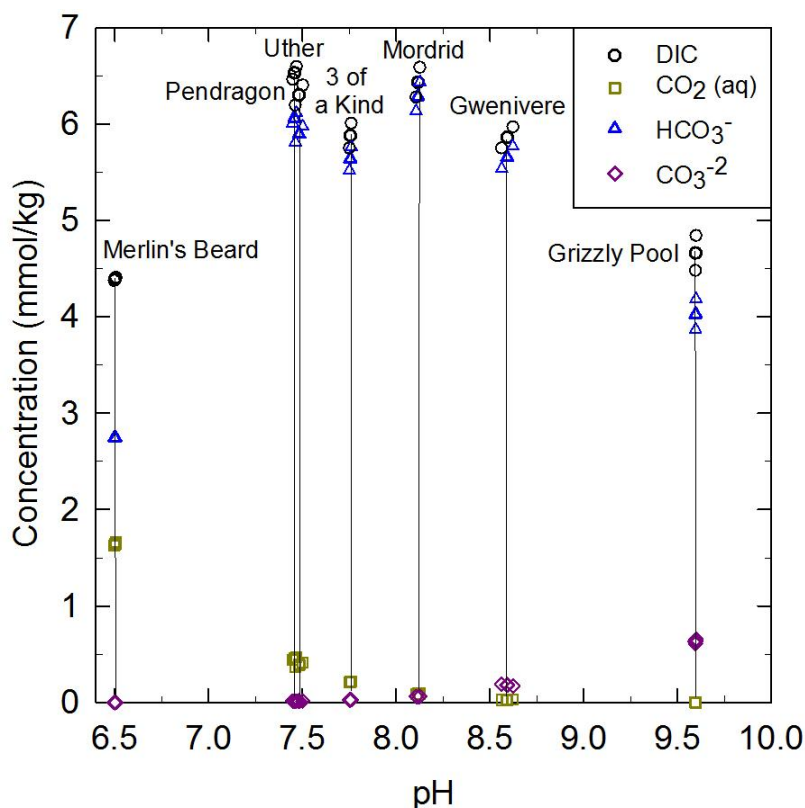 Concentration (mmol/kg)
7
6
5
4
3
2
1
0
6.5 7.0 7.5 8.0 8.5 9.0 9.5 10.0
pH
Merlin's Beard
Pendragon
Uther
3 of
a Kind
Mordrid
Gwenivere
Grizzly Pool
DIC
CO₂ (aq)
HCO₃⁻
CO₃⁻²